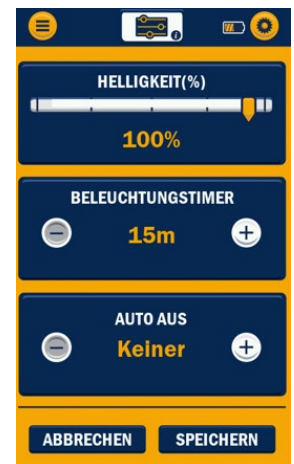 HELLIGKEIT(%)
100%
BELEUCHTUNGSTIMER
15m
AUTO AUS
Keiner
ABBRECHEN SPEICHERN